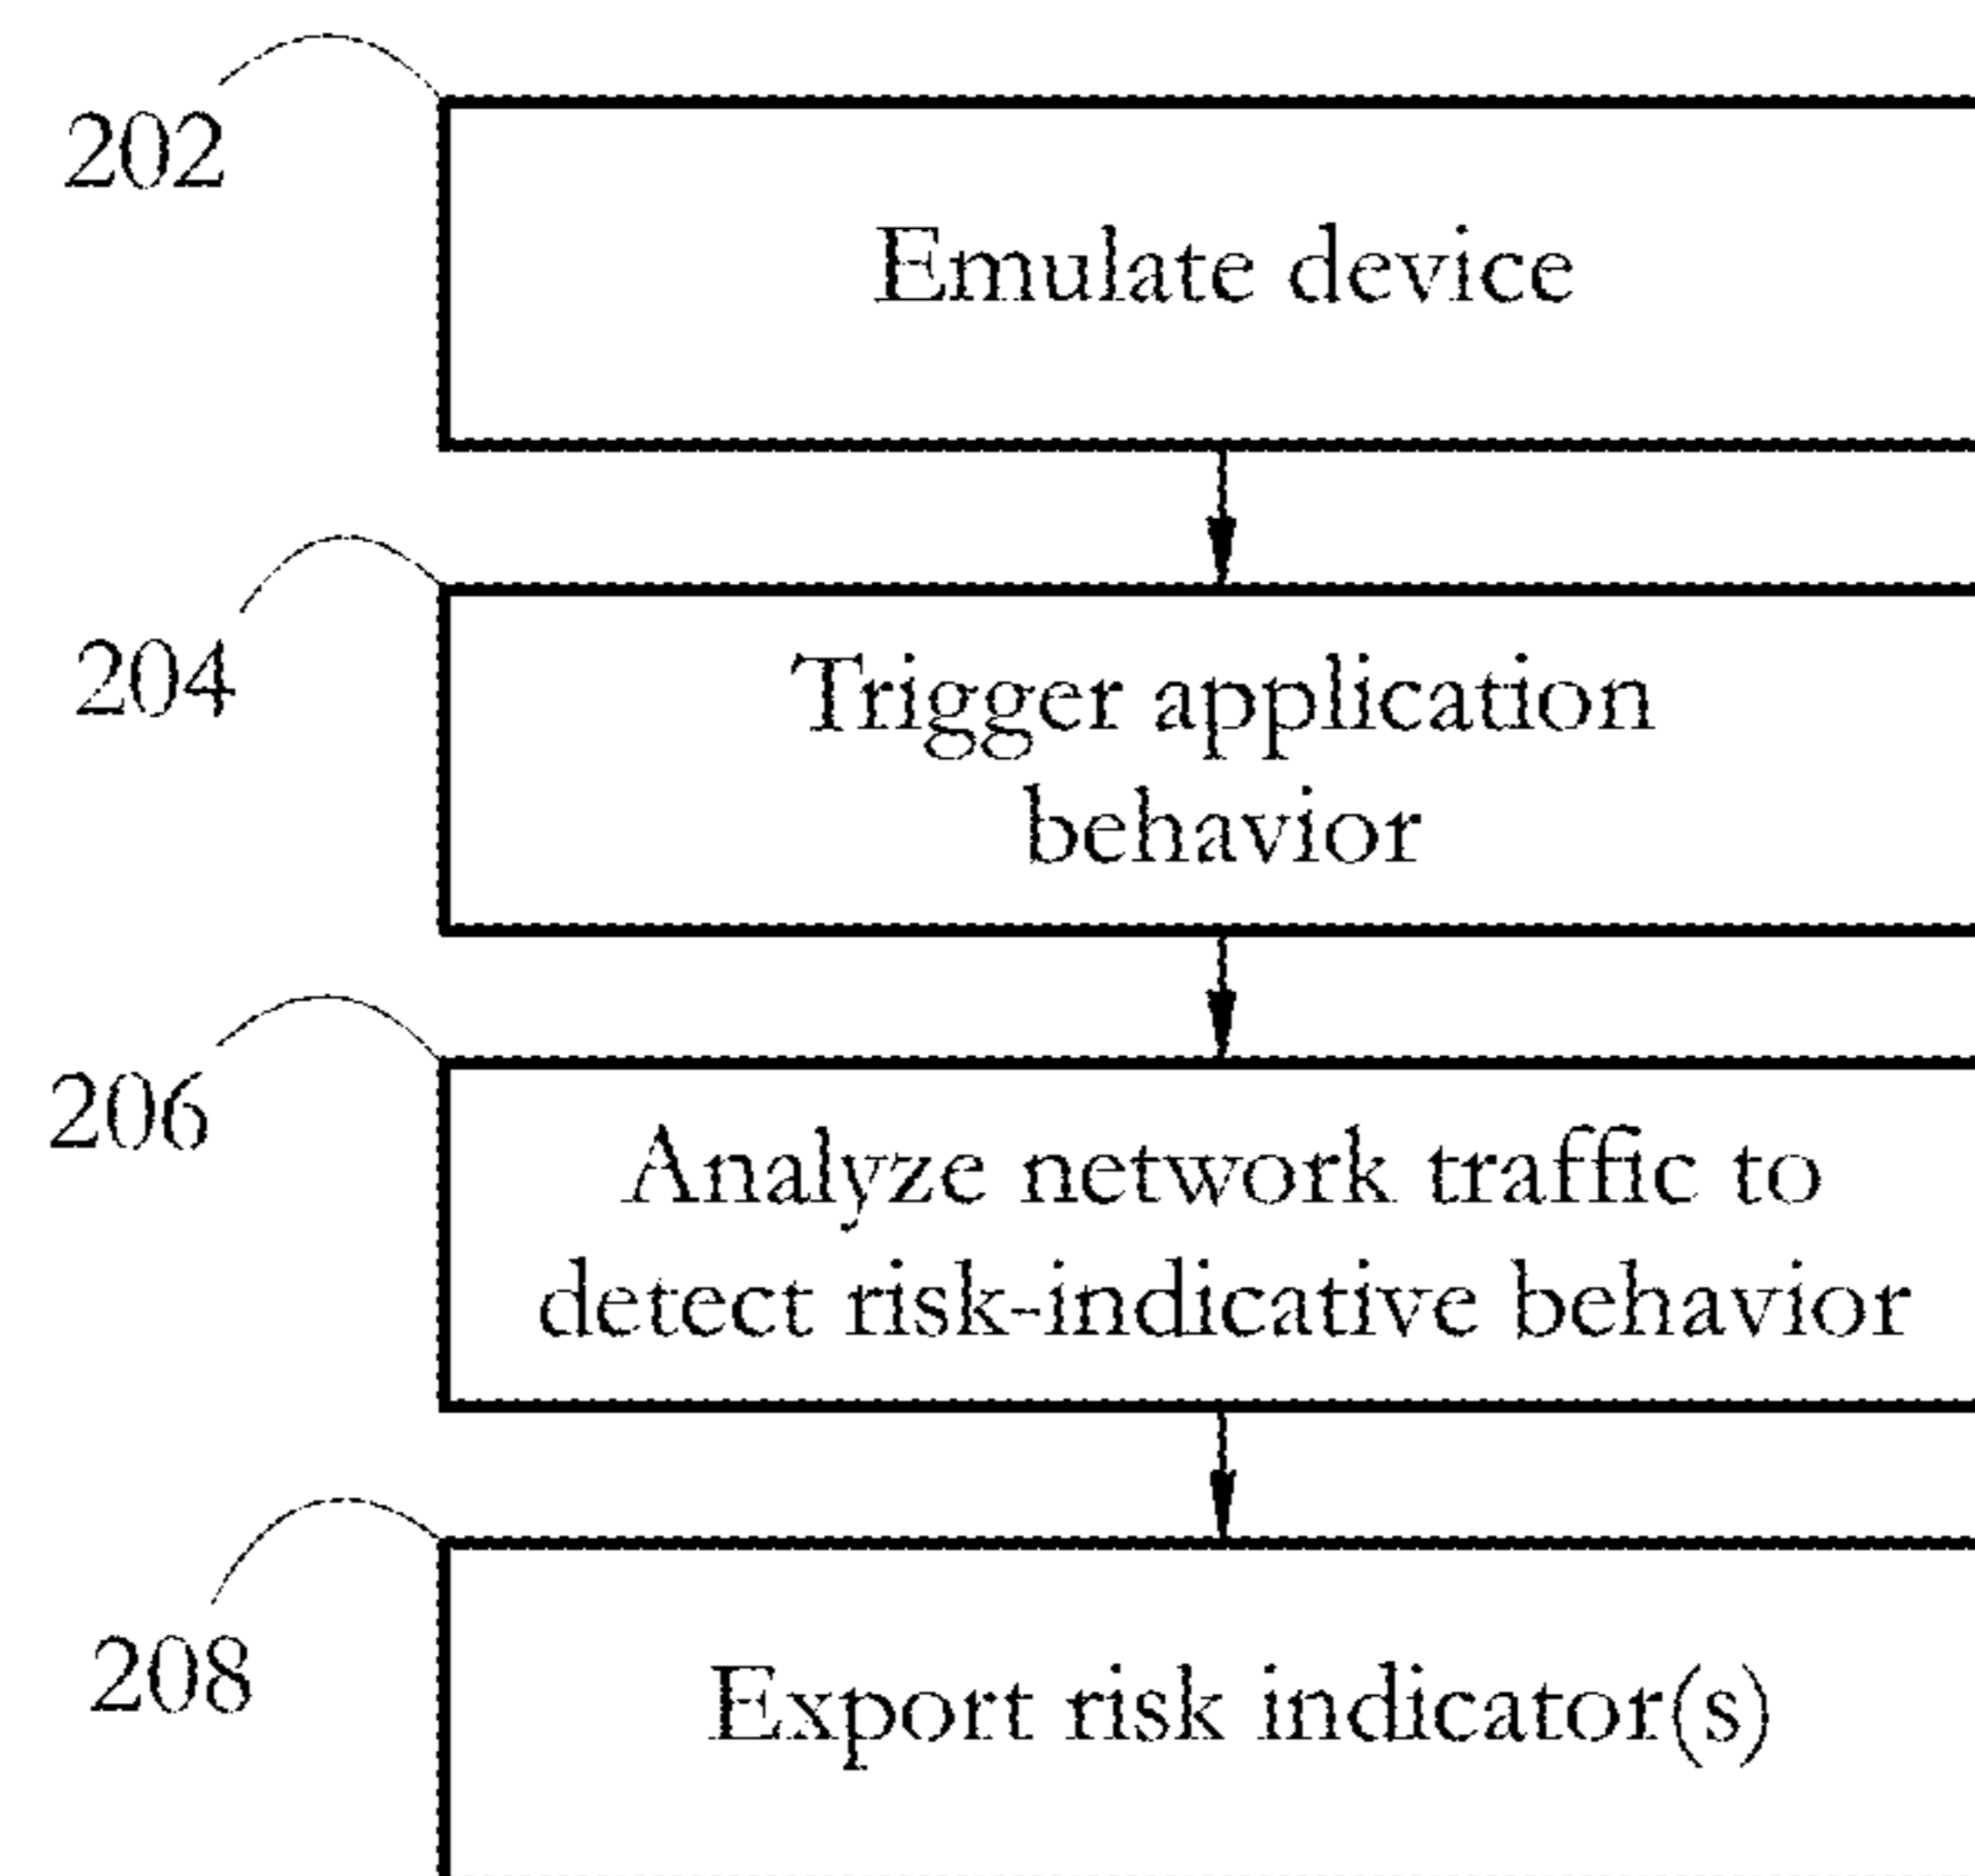 202
Emulate device
204
Trigger application
behavior
206
Analyze network traffic to
detect risk-indicative behavior
208
Export risk indicator(s)